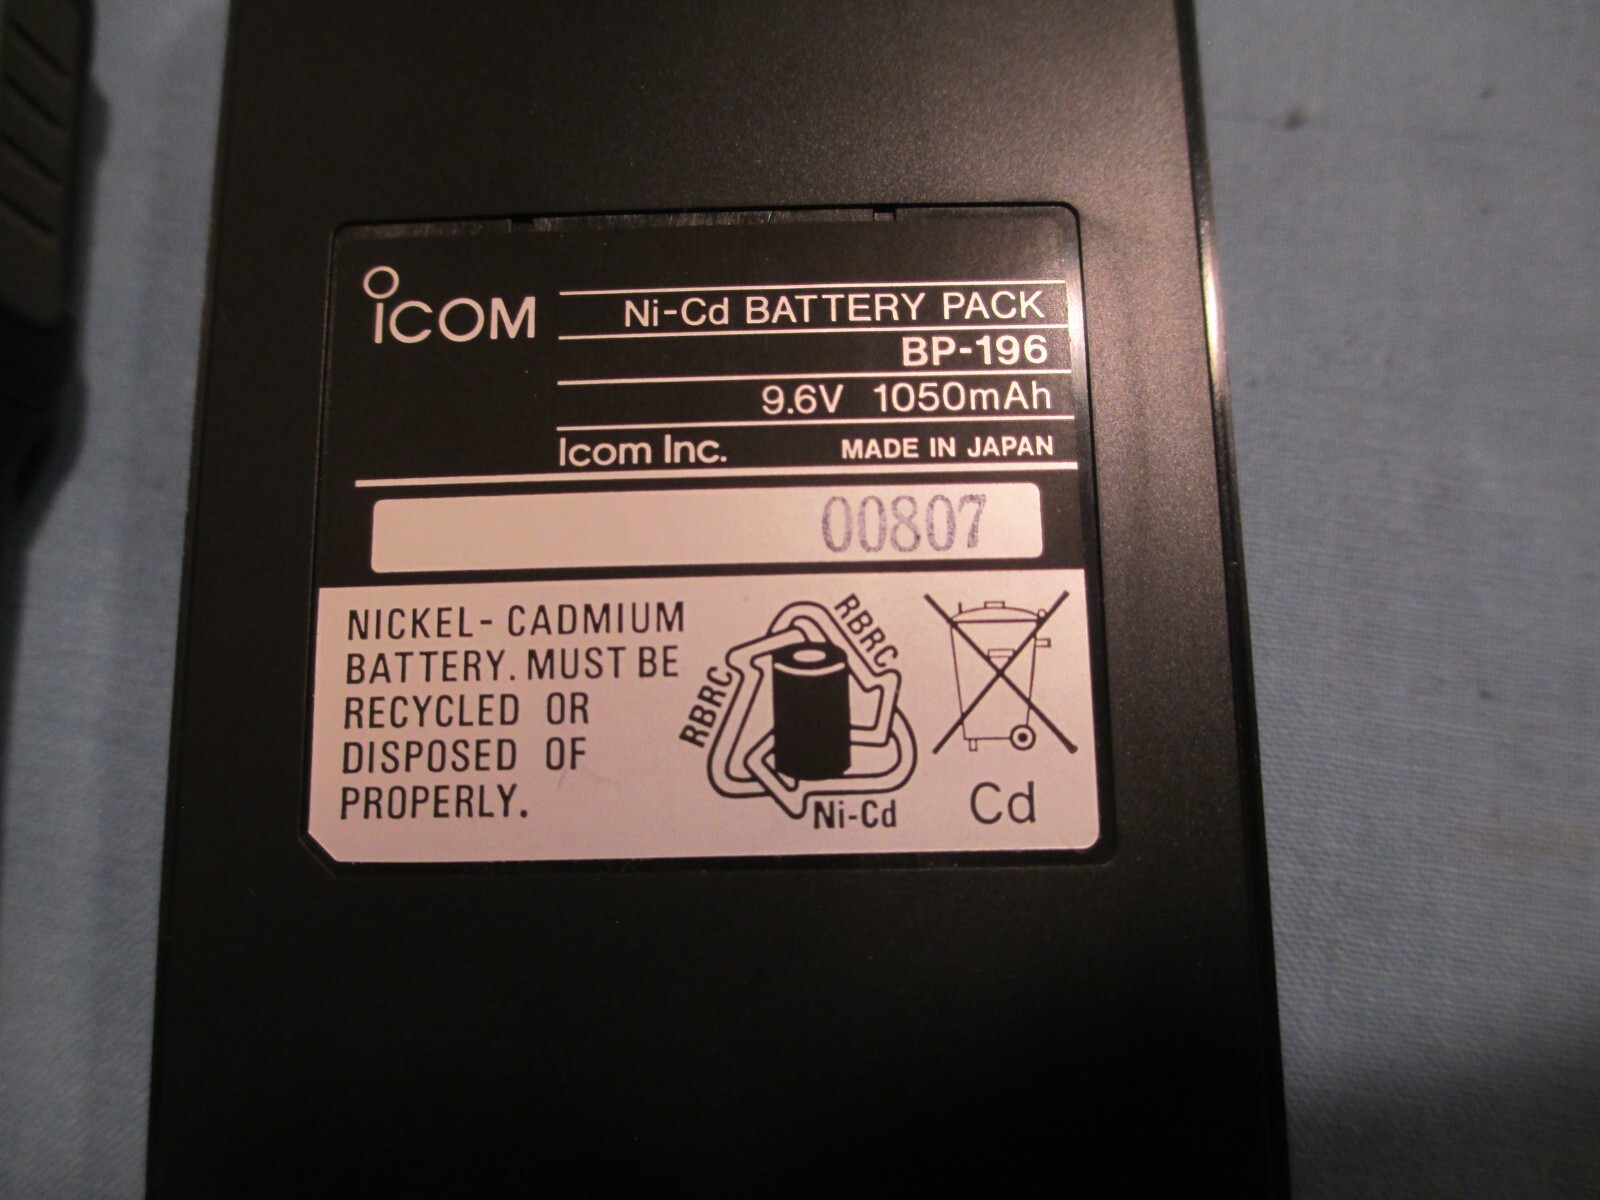 ICOM
Ni-Cd BATTERY PACK
BP-196
9.6V 1050mAh
Icom Inc. MADE IN JAPAN
00807
NICKEL- CADMIUM
BATTERY. MUST BE
RECYCLED OR
DISPOSED OF
PROPERLY.
RBRC
RBRC
Ni-Cd
Cd